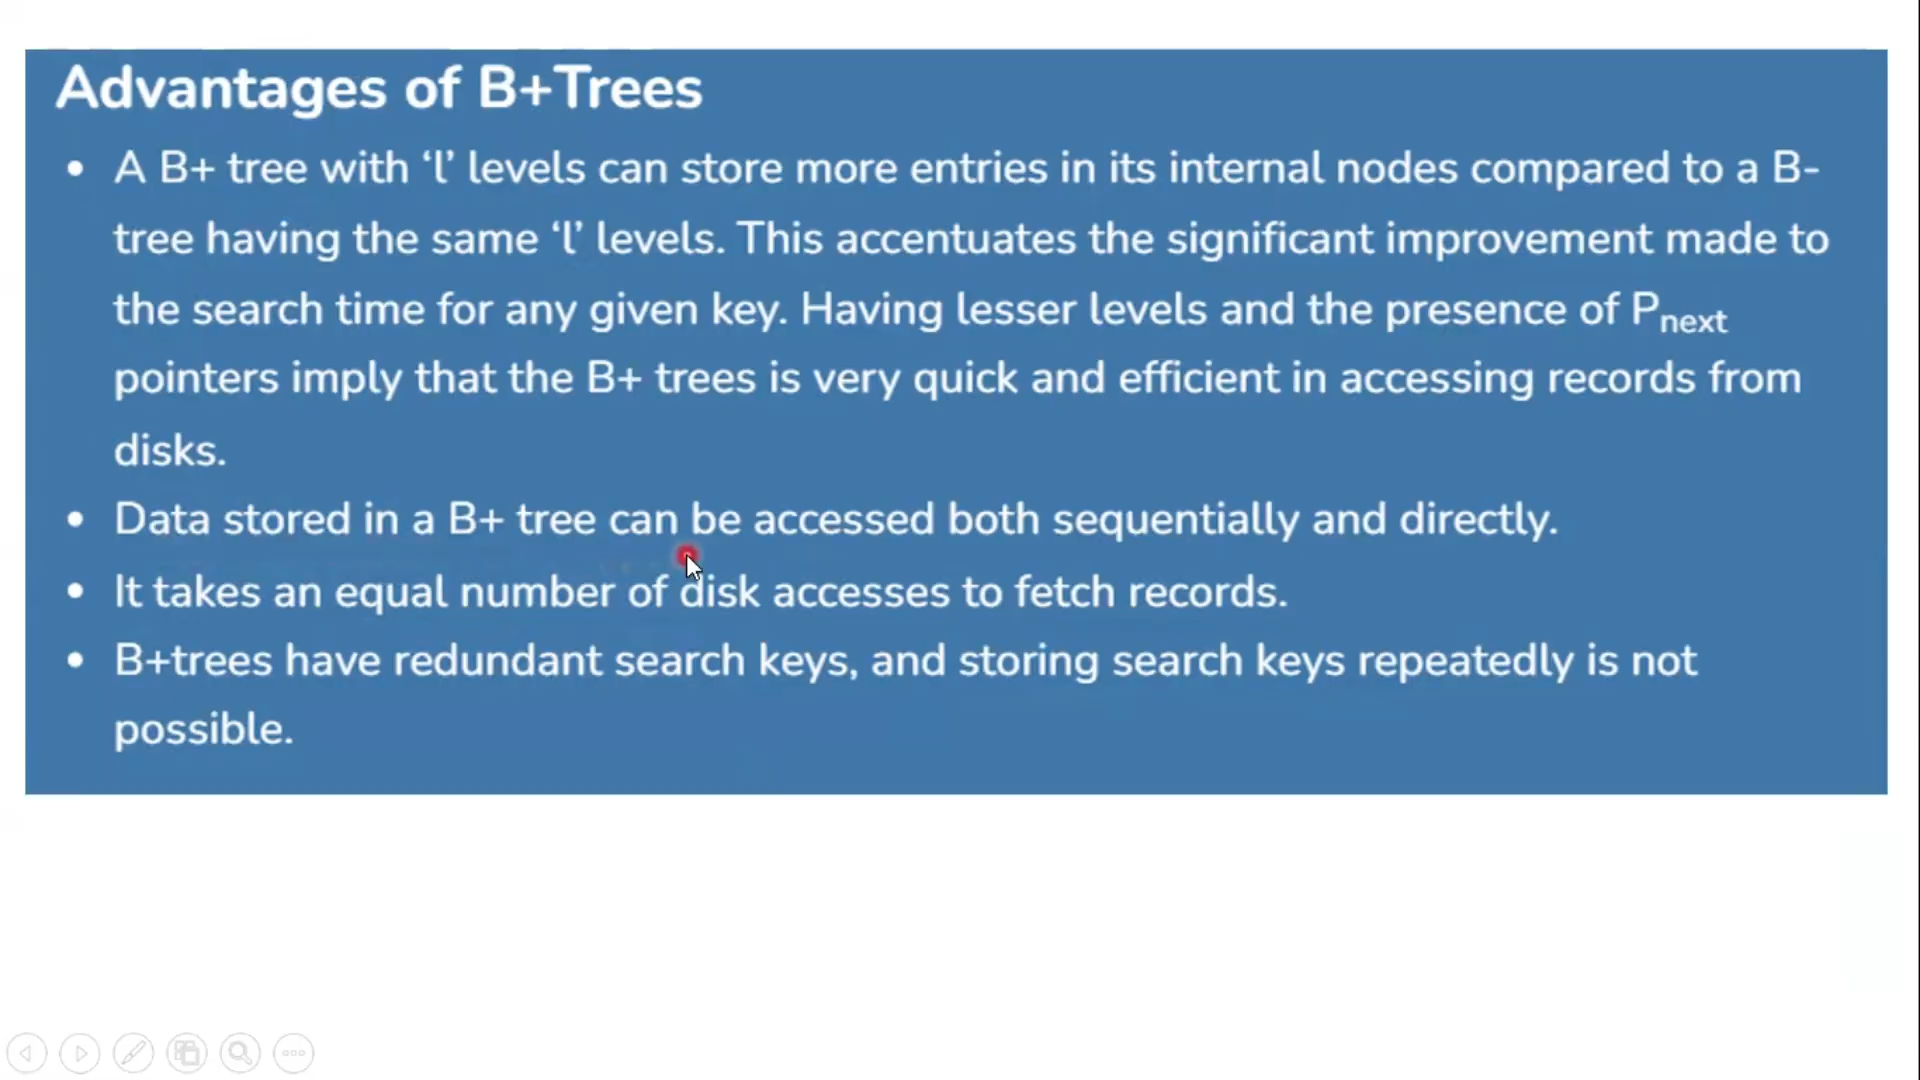 Advantages of B+Trees
• A B+ tree with ‘l’ levels can store more entries in its internal nodes compared to a B-
tree having the same ‘l’ levels. This accentuates the significant improvement made to
the search time for any given key. Having lesser levels and the presence of Pnext
pointers imply that the B+ trees is very quick and efficient in accessing records from
disks.
• Data stored in a B+ tree can be accessed both sequentially and directly.
• It takes an equal number of disk accesses to fetch records.
• B+trees have redundant search keys, and storing search keys repeatedly is not
possible.